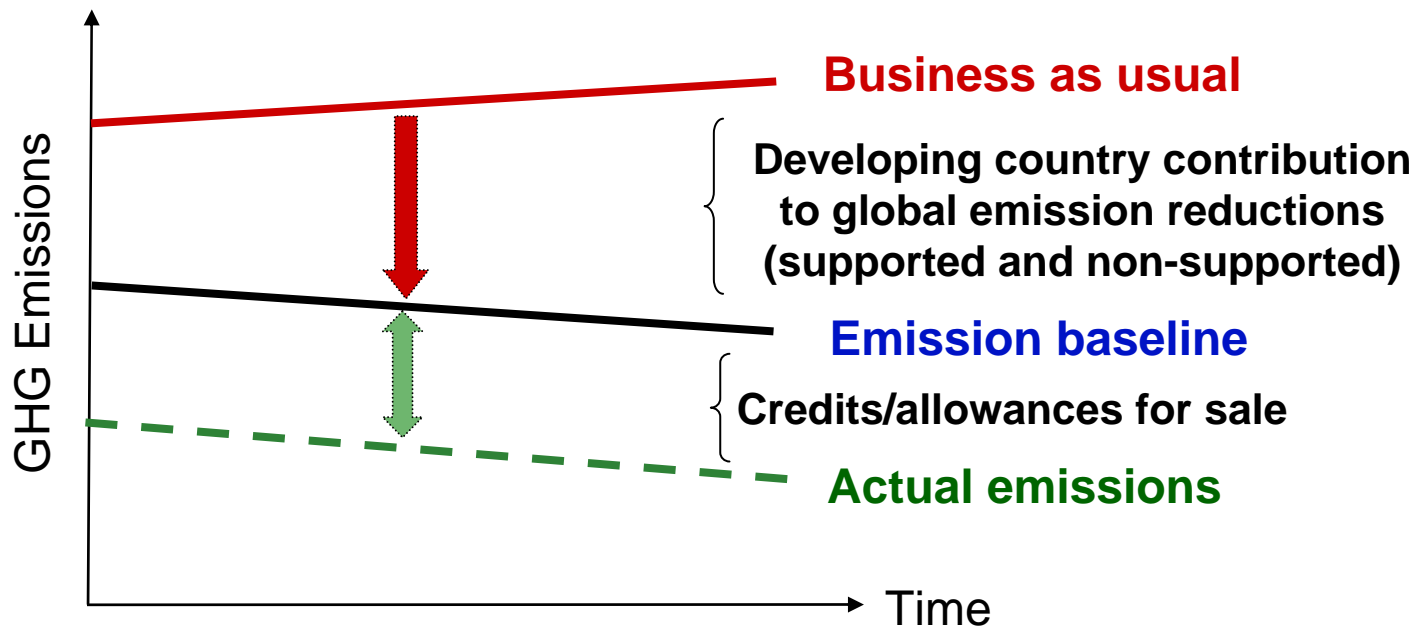 Business as usual
Developing country contribution
to global emission reductions
(supported and non-supported)
Emission baseline
Credits/allowances for sale
Actual emissions
GHG Emissions
Time